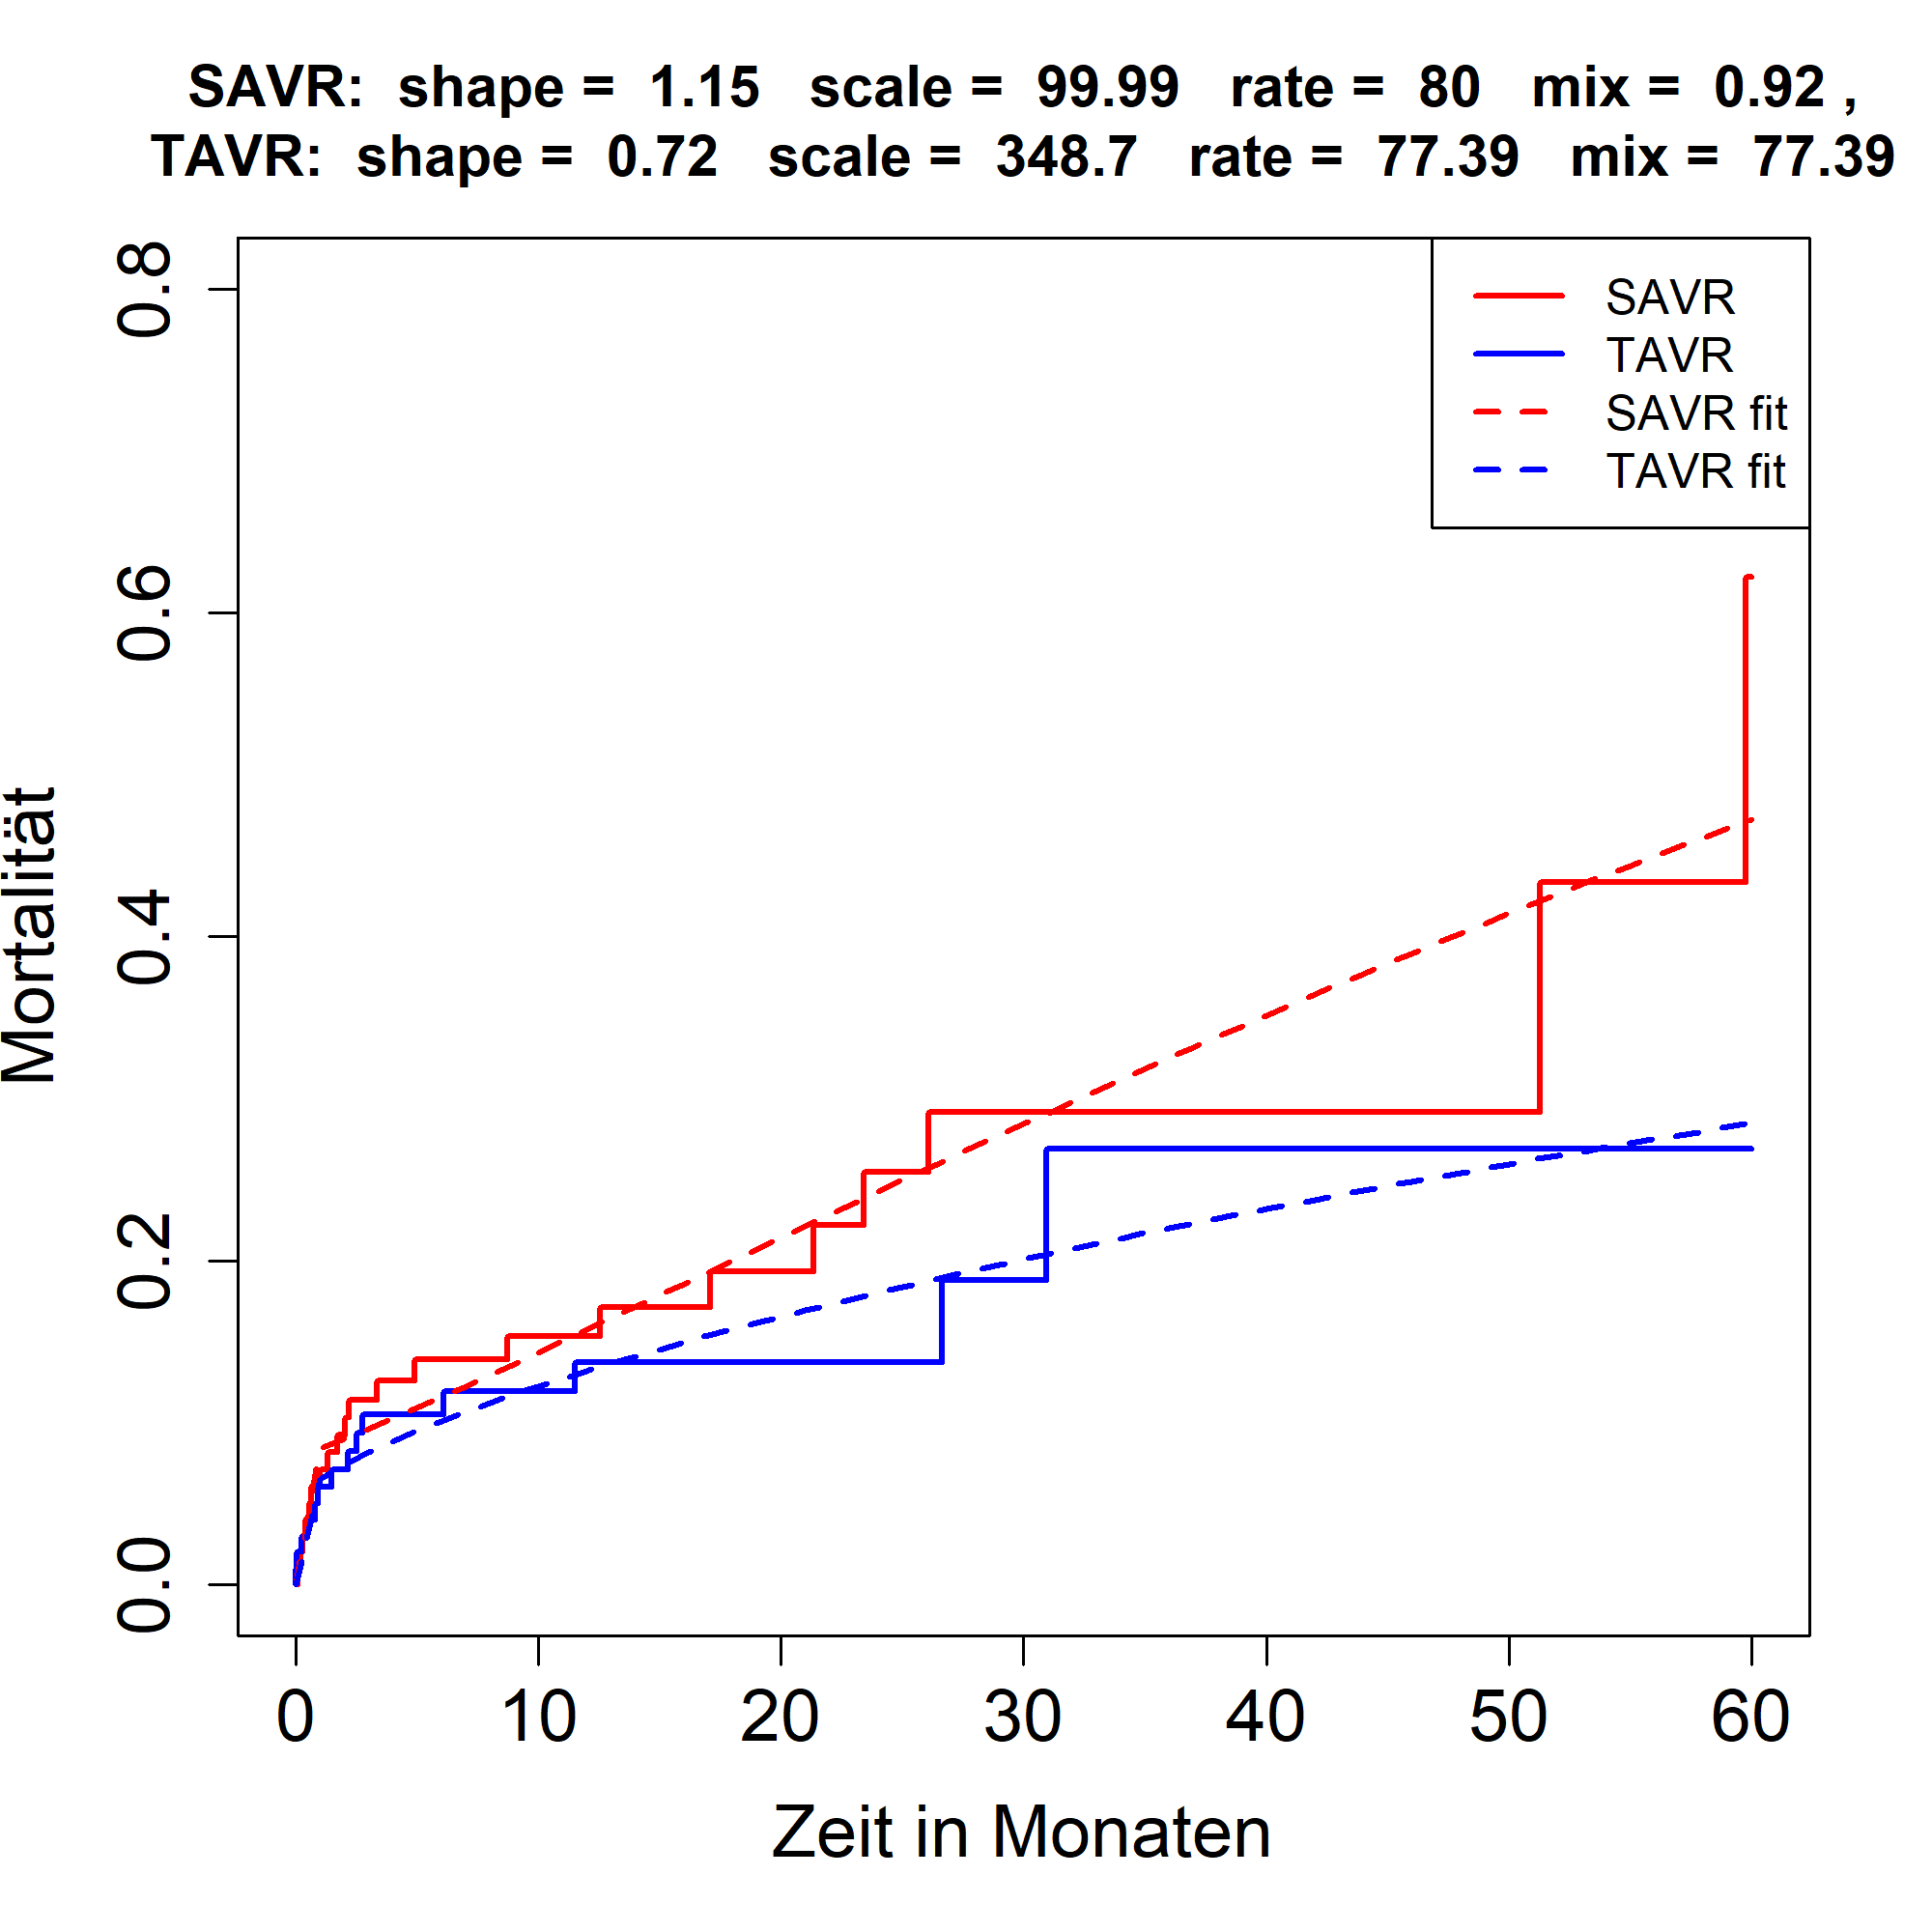 SAVR: shape = 1.15 scale = 99.99 rate = 80 mix = 0.92 ,
TAVR: shape = 0.72 scale = 348.7 rate = 77.39 mix = 77.39
SAVR
TAVR
SAVR fit
TAVR fit
Mortalität
0.8
0.6
0.4
0.2
0.0
0 10 20 30 40 50 60
Zeit in Monaten